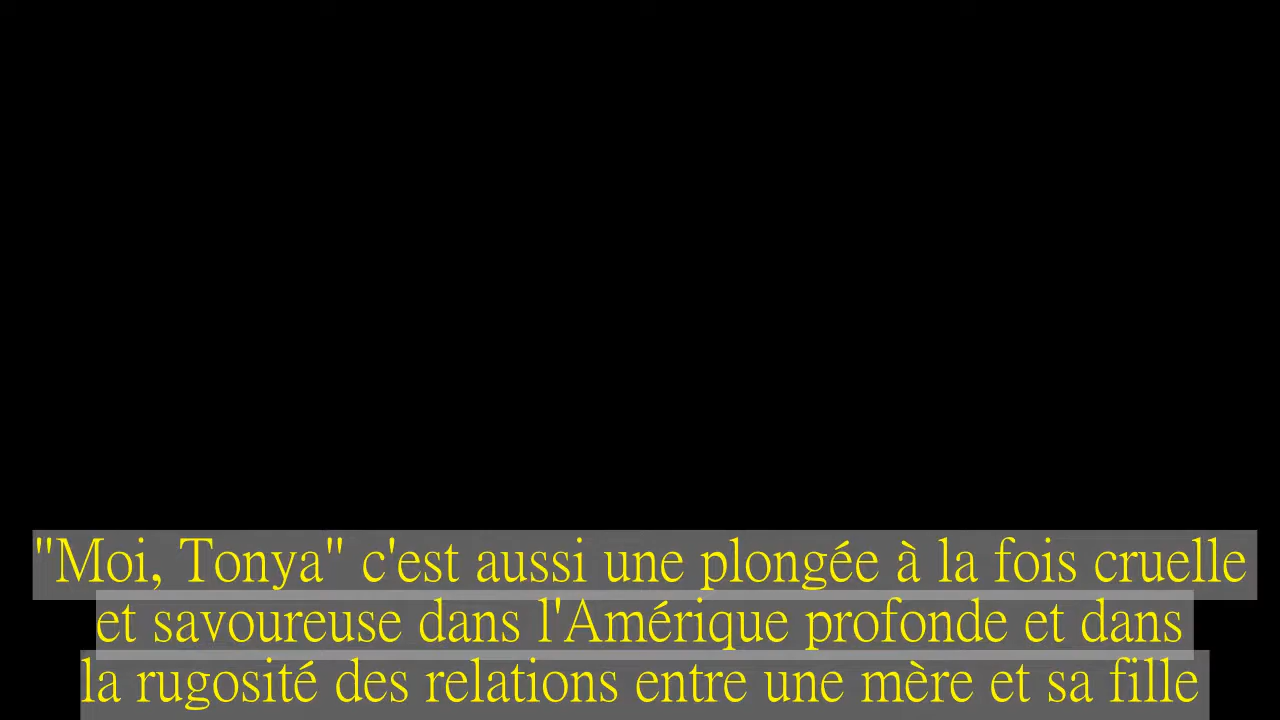 "Moi, Tonya" c'est aussi une plongée à la fois cruelle
et savoureuse dans l'Amérique profonde et dans
la rugosité des relations entre une mère et sa fille